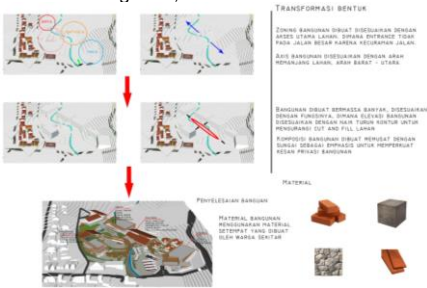 TRANSFORMASI BENTUK
ZONING BANGUNAN DIBUAT DISESUAIKAN DENGAN
AKSES UTAMA LAHAN, DIMANA ENTRANCE TIDAK
PADA JALAN BESAR KARENA KECURAMAN JALAN.
AXIS BANGUNAN DISESUAIKAN DENGAN ARAH
MEMANJANG LAHAN, ARAH BARAT - UTARA
BANGUNAN DIBUAT BERMASSA BANYAK, DISESUAIKAN
DENGAN FUNGSINYA, DIMANA ELEVASI BANGUNAN
DISESUAIKAN DENGAN NAIK TURUN KONTUR UNTUK
MENGURANGI CUT AND FILL LAHAN
KOMPOSISI BANGUNAN DIBUAT MEMUSAT DENGAN
SUNGAI SEBAGAI EMPHASIS UNTUK MEMPERKUAT
KESAN PRIVASI BANGUNAN
MATERIAL
PENYELESAIAN BANGUAN
MATERIAL BANGUNAN
MENGGUNAKAN MATERIAL
SETEMPAT YANG DIBUAT
OLEH WARGA SEKITAR